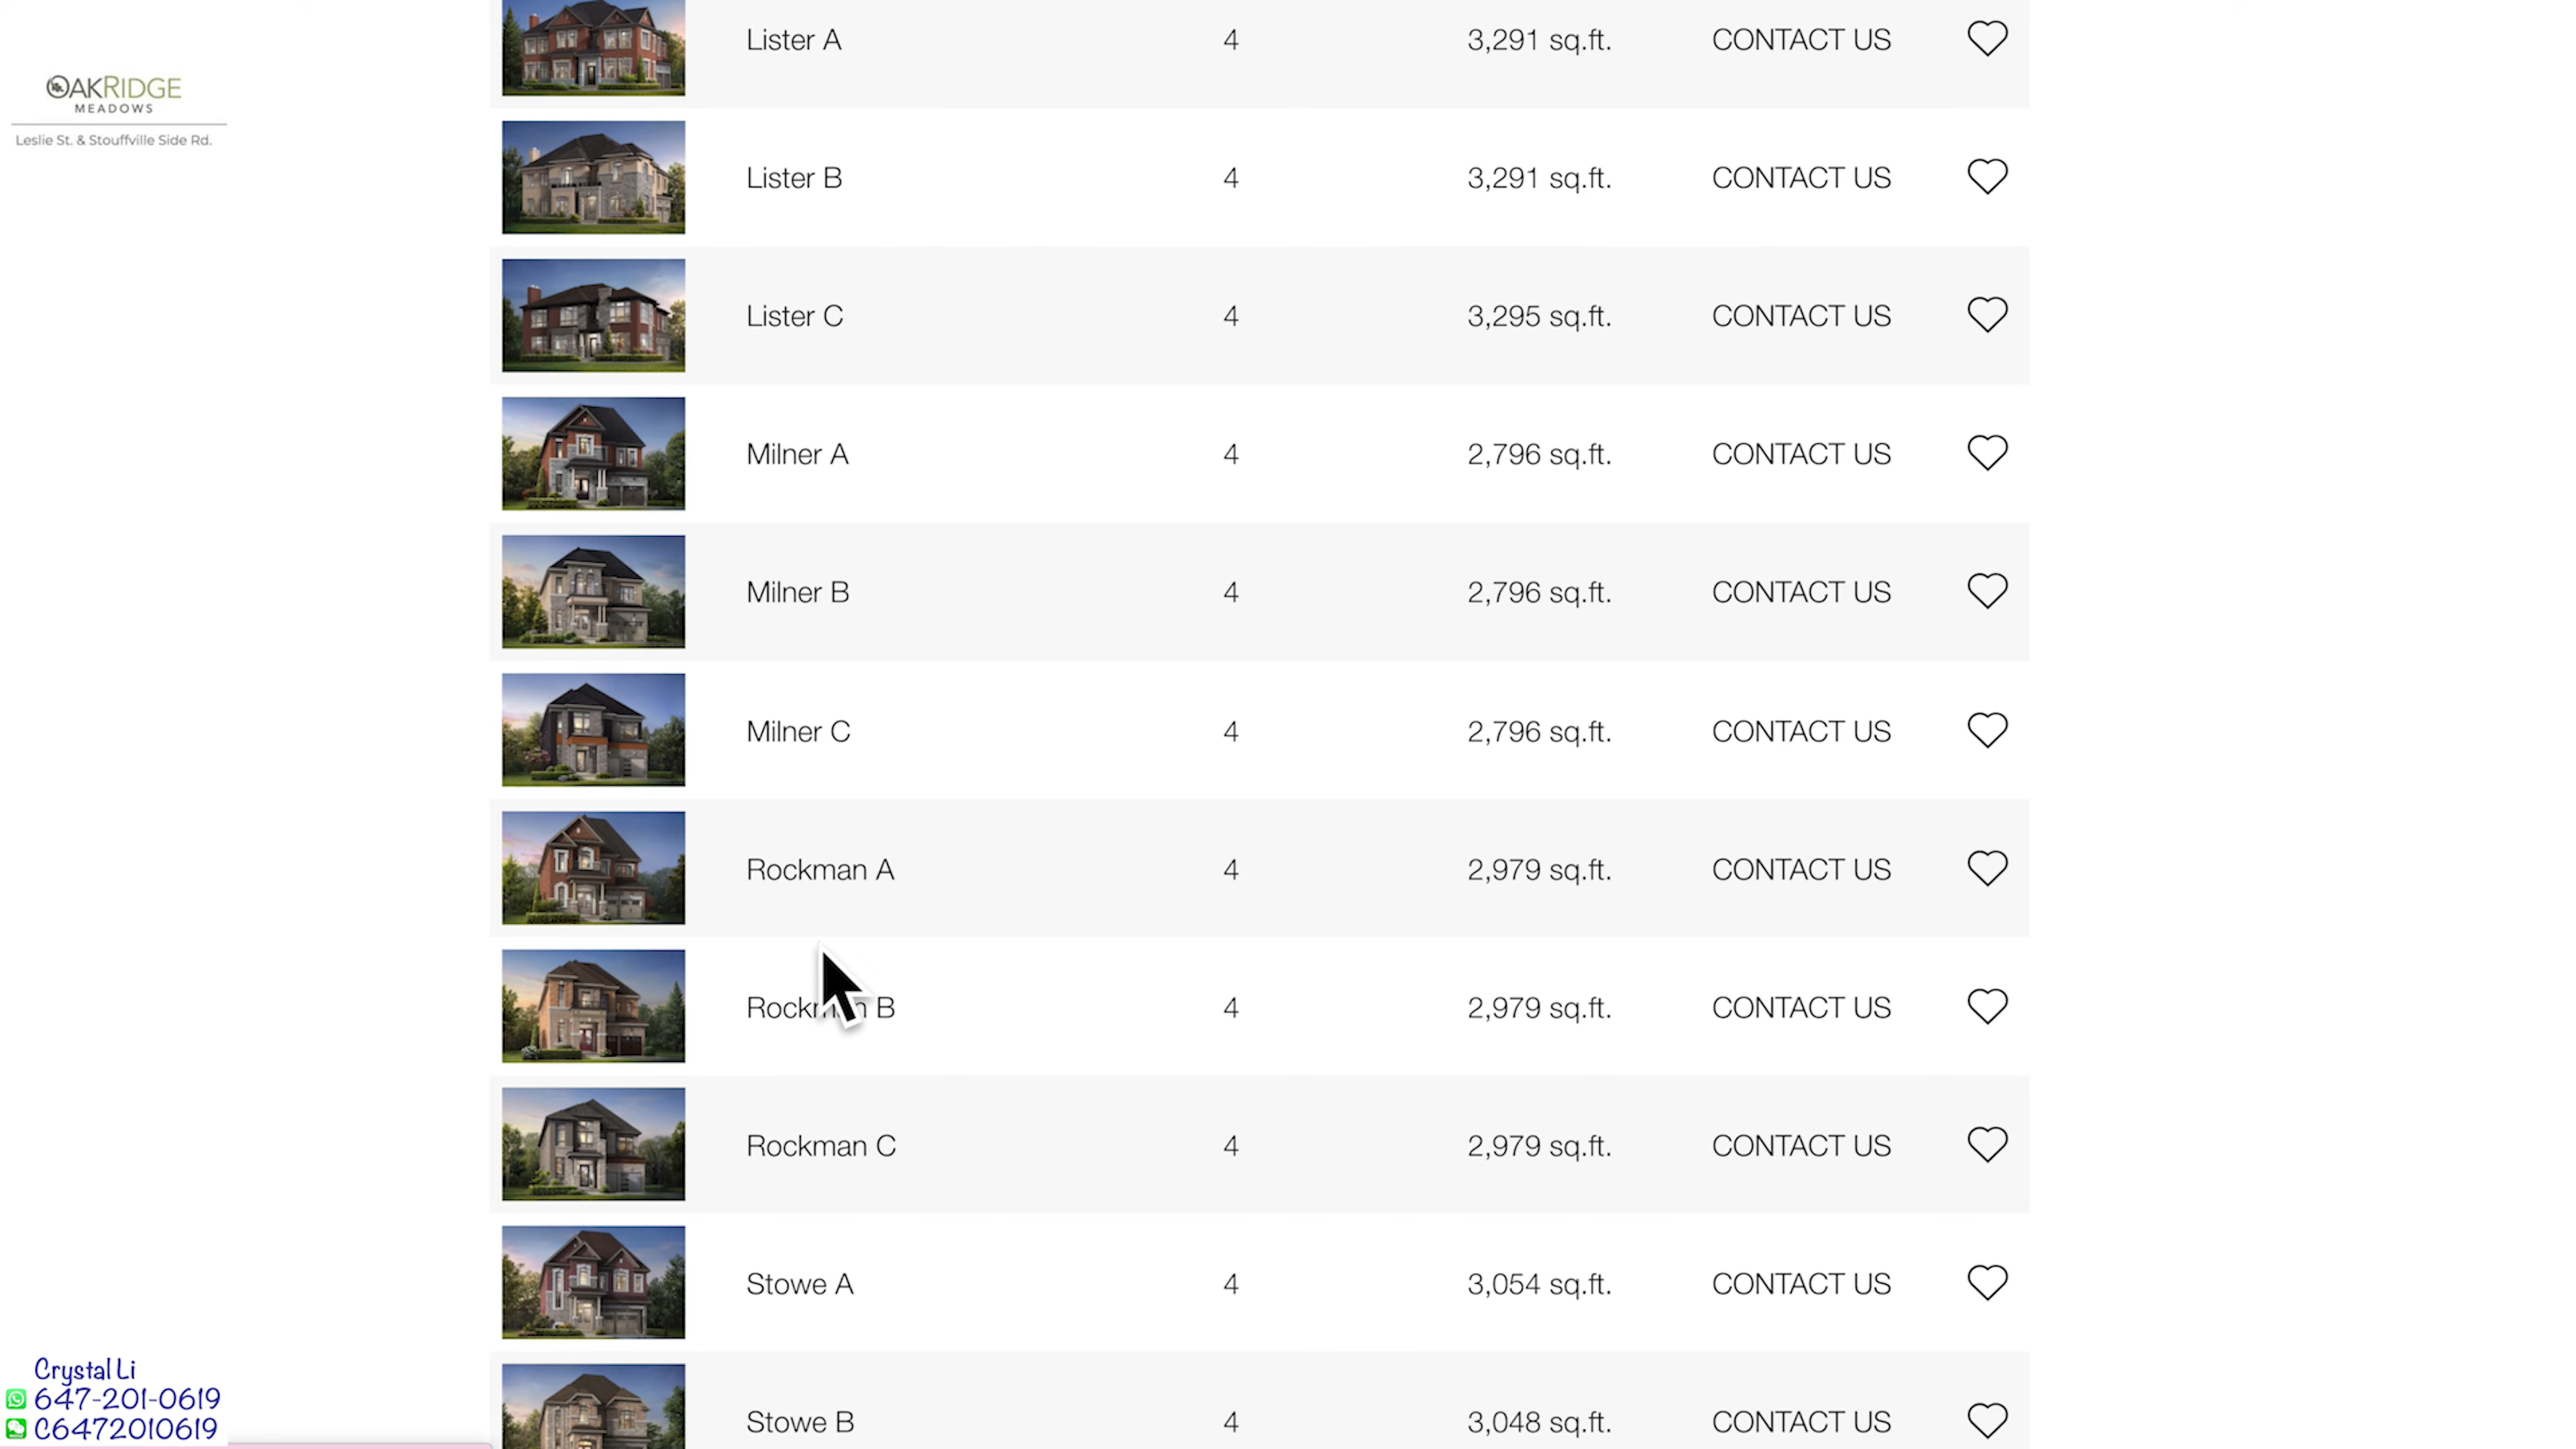 OAKRIDGE
MEADOWS
Leslie St. & Stouffville Side Rd.
Lister A 4 3,291 sq.ft. CONTACT US
Lister B 4 3,291 sq.ft. CONTACT US
Lister C 4 3,295 sq.ft. CONTACT US
Milner A 4 2,796 sq.ft. CONTACT US
Milner B 4 2,796 sq.ft. CONTACT US
Milner C 4 2,796 sq.ft. CONTACT US
Rockman A 4 2,979 sq.ft. CONTACT US
Rockman B 4 2,979 sq.ft. CONTACT US
Rockman C 4 2,979 sq.ft. CONTACT US
Stowe A 4 3,054 sq.ft. CONTACT US
Stowe B 4 3,048 sq.ft. CONTACT US
Crystal Li
647-201-0619
C6472010619